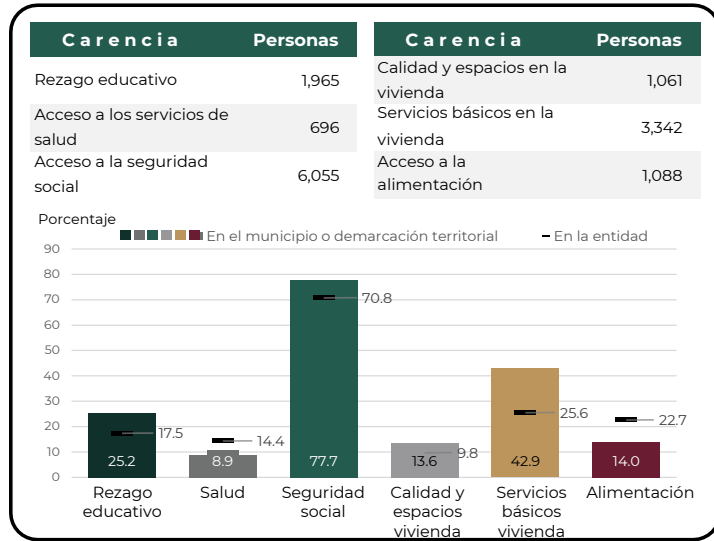 Carencia Personas
Rezago educativo 1,965
Acceso a los servicios de
salud 696
Acceso a la seguridad
social 6,055
Carencia Personas
Calidad y espacios en la
vivienda 1,061
Servicios básicos en la
vivienda 3,342
Acceso a la
alimentación 1,088
Porcentaje
En el municipio o demarcación territorial En la entidad
90
80
70
60
50
40
30
20
10
0
70.8
17.5
14.4
9.8
25.6
22.7
25.2
8.9
77.7
13.6
42.9
14.0
Rezago
educativo
Salud
Seguridad
social
Calidad y
espacios
vivienda
Servicios
básicos
vivienda
Alimentación